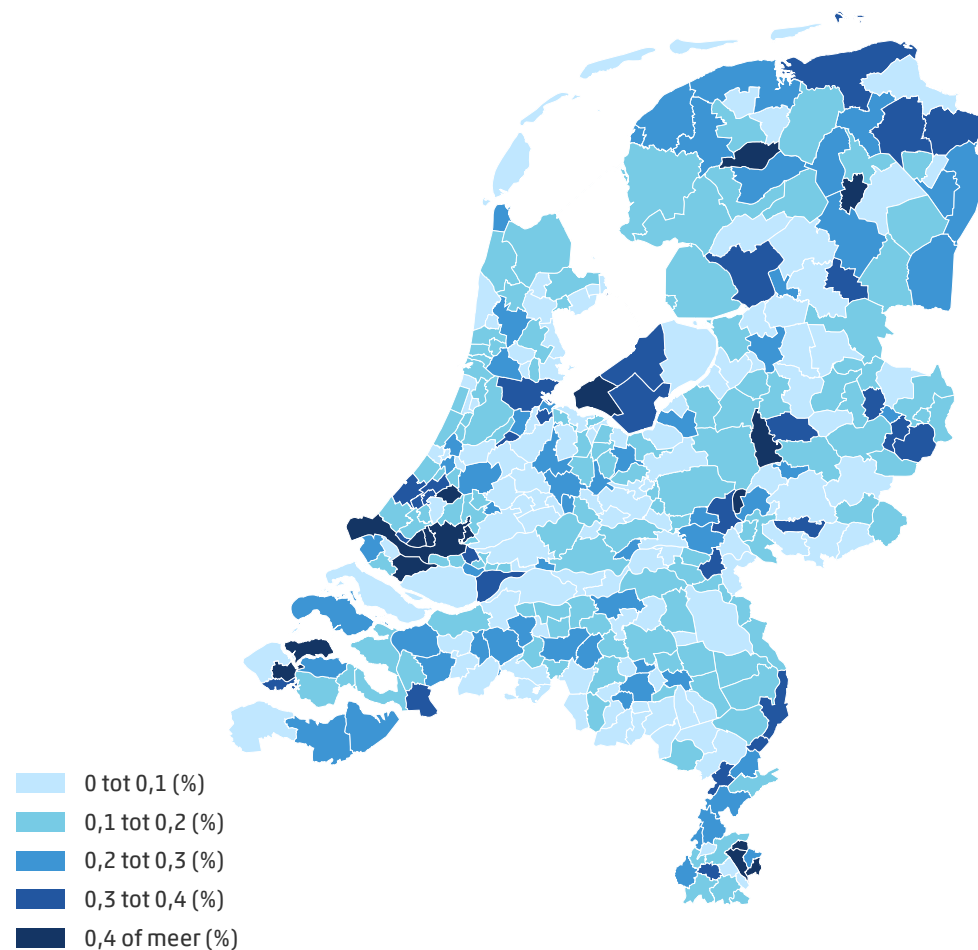 0 tot 0,1 (%)
0,1 tot 0,2 (%)
0,2 tot 0,3 (%)
0,3 tot 0,4 (%)
0,4 of meer (%)